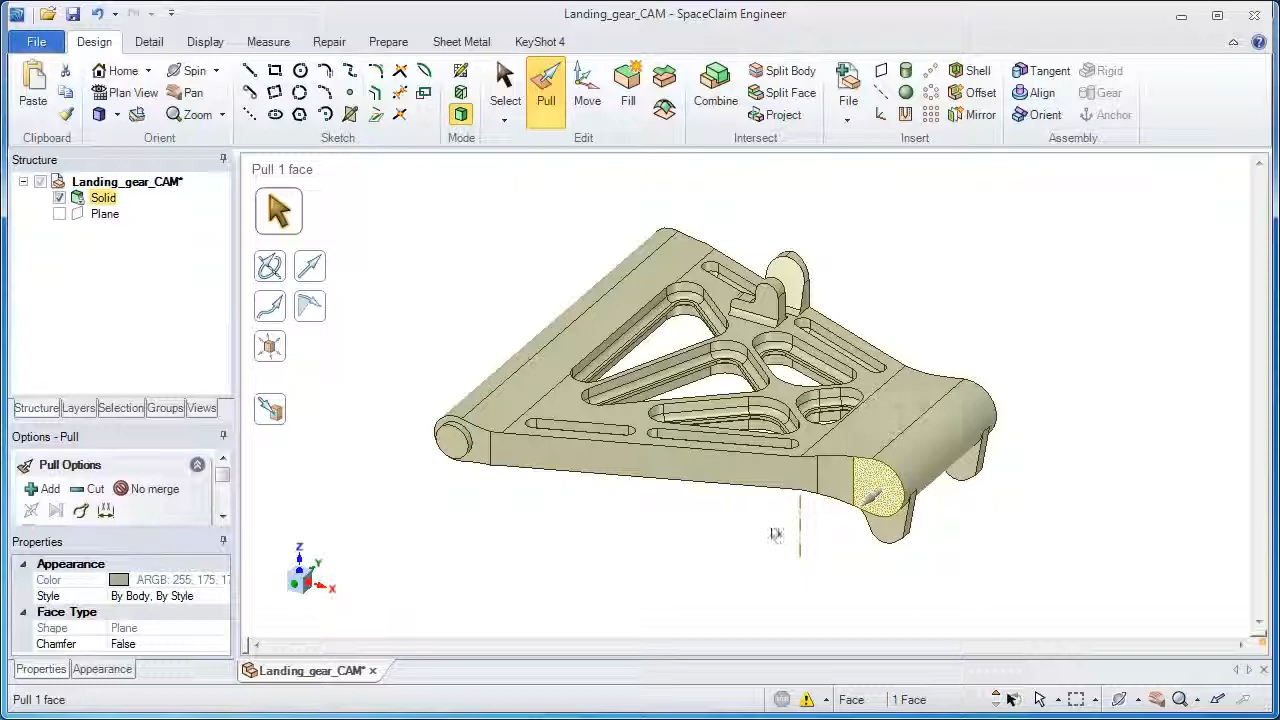 Landing_gear_CAM - SpaceClaim Engineer
File Design Detail Display Measure Repair Prepare Sheet Metal KeyShot 4
Paste
Clipboard
Home Spin
Plan View Pan
Zoom
Orient
Sketch
Mode
Select Pull Move Fill
Edit
Combine Split Body
Split Face
Project
Intersect
File Shell
Offset
Mirror
Insert
Tangent Rigid
Align Gear
Orient Anchor
Assembly
Structure
Landing_gear_CAM*
Solid
Plane
Structure Layers Selection Groups Views
Options - Pull
Pull Options
Add Cut No merge
Properties
Appearance
Color ARGB: 255, 175, 1
Style By Body, By Style
Face Type
Shape Plane
Chamfer False
Properties Appearance
Pull 1 face
Z
Y
X
Landing_gear_CAM*
Pull 1 face
Face 1 Face